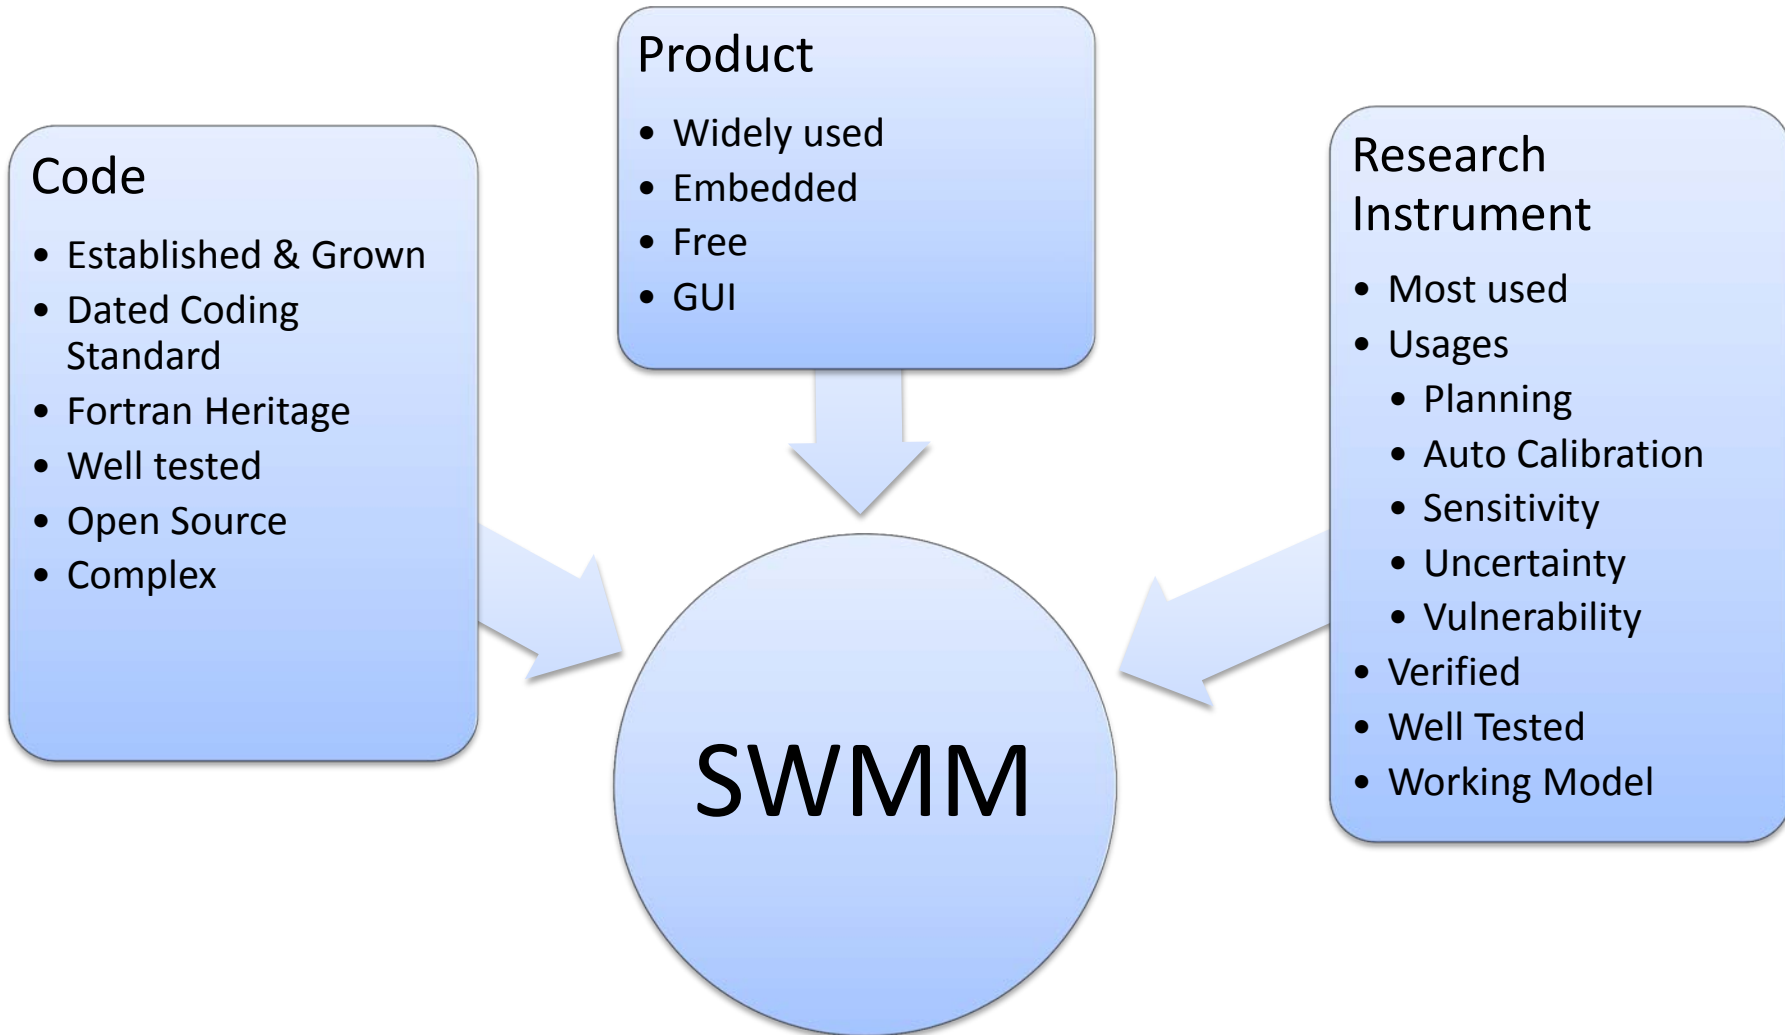 Code
• Established & Grown
• Dated Coding
Standard
• Fortran Heritage
• Well tested
• Open Source
• Complex
Product
• Widely used
• Embedded
• Free
• GUI
Research
Instrument
• Most used
• Usages
• Planning
• Auto Calibration
• Sensitivity
• Uncertainty
• Vulnerability
• Verified
• Well Tested
• Working Model
SWMM